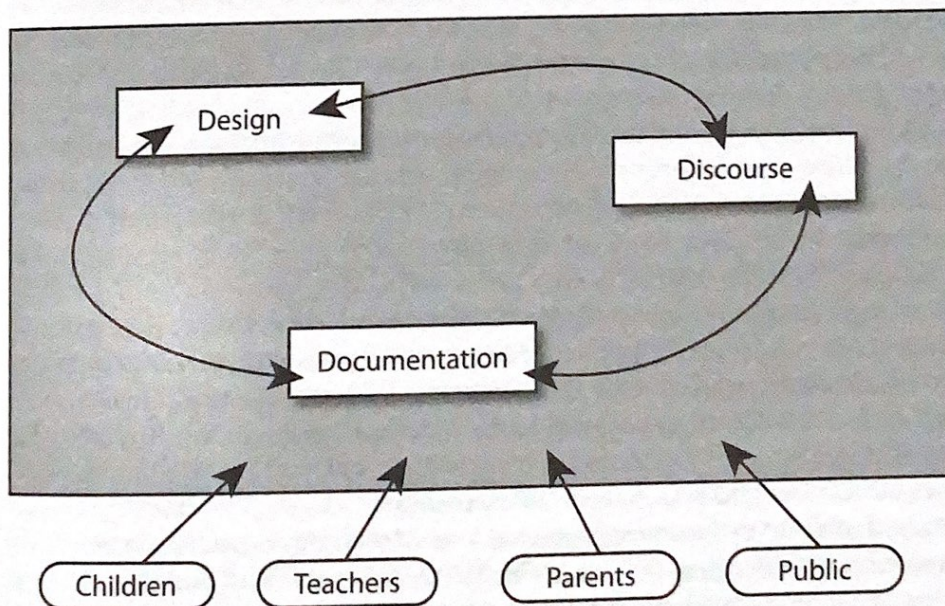 Design
Discourse
Documentation
Children
Teachers
Parents
Public